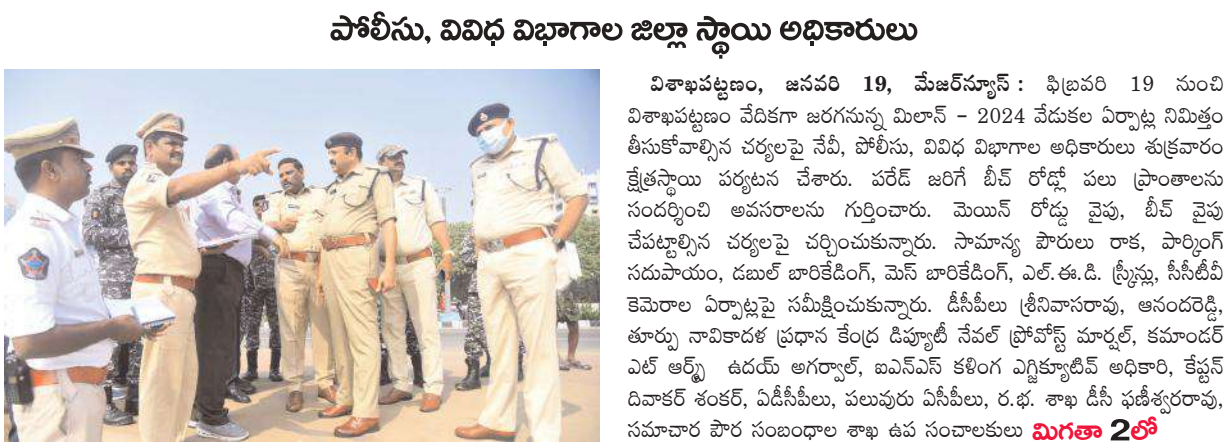 పోలీసు, వివిధ విభాగాల జిల్లా స్థాయి అధికారులు
విశాఖపట్టణం, జనవరి 19, మేజర్‌న్యూస్ : ఫిబ్రవరి 19 నుంచి
విశాఖపట్టణం వేదికగా జరగనున్న మిలాన్ - 2024 వేడుకల ఏర్పాట్ల నిమిత్తం
తీసుకోవాల్సిన చర్యలపై నేవీ, పోలీసు, వివిధ విభాగాల అధికారులు శుక్రవారం
క్షేత్రస్థాయి పర్యటన చేశారు. పరేడ్ జరిగే బీచ్ రోడ్లో పలు ప్రాంతాలను
సందర్శించి అవసరాలను గుర్తించారు. మెయిన్ రోడ్డు వైపు, బీచ్ వైపు
చేపట్టాల్సిన చర్యలపై చర్చించుకున్నారు. సామాన్య పౌరులు రాక, పార్కింగ్
సదుపాయం, డబుల్ బారికేడింగ్, మెస్ బారికేడింగ్, ఎల్.ఈ.డి. స్క్రీన్లు, సీసీటీవీ
కెమెరాల ఏర్పాట్లపై సమీక్షించుకున్నారు. డీసీపీలు శ్రీనివాసరావు, ఆనందరెడ్డి,
తూర్పు నావికాదళ ప్రధాన కేంద్ర డిప్యూటీ నేవల్ ప్రోవోస్ట్ మార్షల్, కమాండర్
ఎట్ ఆర్మ్స్ ఉదయ్ అగర్వాల్, ఐఎన్ఎస్ కళింగ ఎగ్జిక్యూటివ్ అధికారి, కేప్టన్
దివాకర్ శంకర్, ఏడీసీపీలు, పలువురు ఏసీపీలు, ర.భ. శాఖ డీసీ ఫణీశ్వరరావు,
సమాచార పౌర సంబంధాల శాఖ ఉప సంచాలకులు మిగతా 2లో